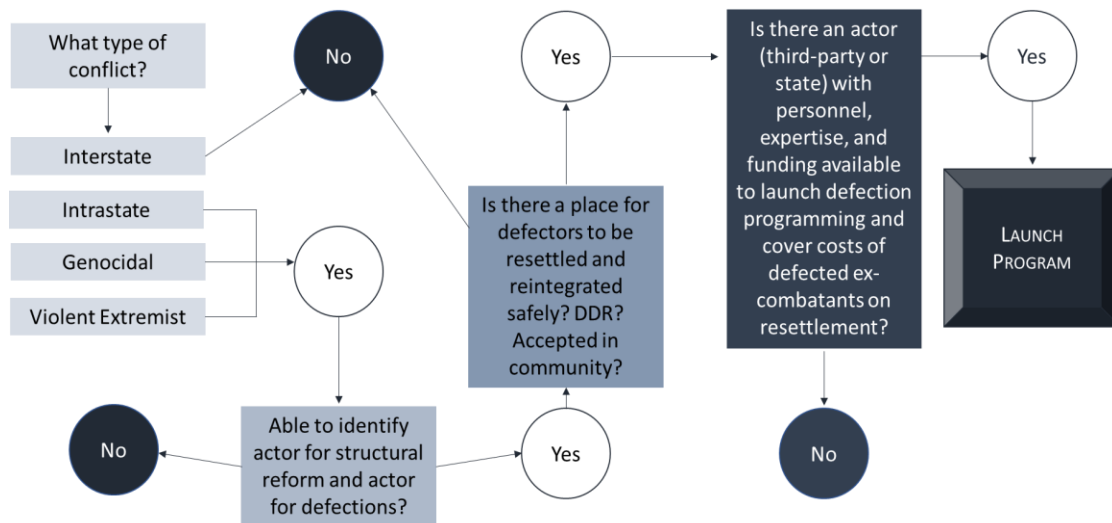 What type of
conflict?
Interstate
Intrastate
Genocidal
Violent Extremist
No
Yes
Able to identify
actor for structural
reform and actor
for defections?
No
Yes
Is there a place for
defectors to be
resettled and
reintegrated
safely? DDR?
Accepted in
community?
Yes
Is there an actor
(third-party or
state) with
personnel,
expertise, and
funding available
to launch defection
programming and
cover costs of
defected ex-
combatants on
resettlement?
No
Yes
LAUNCH
PROGRAM